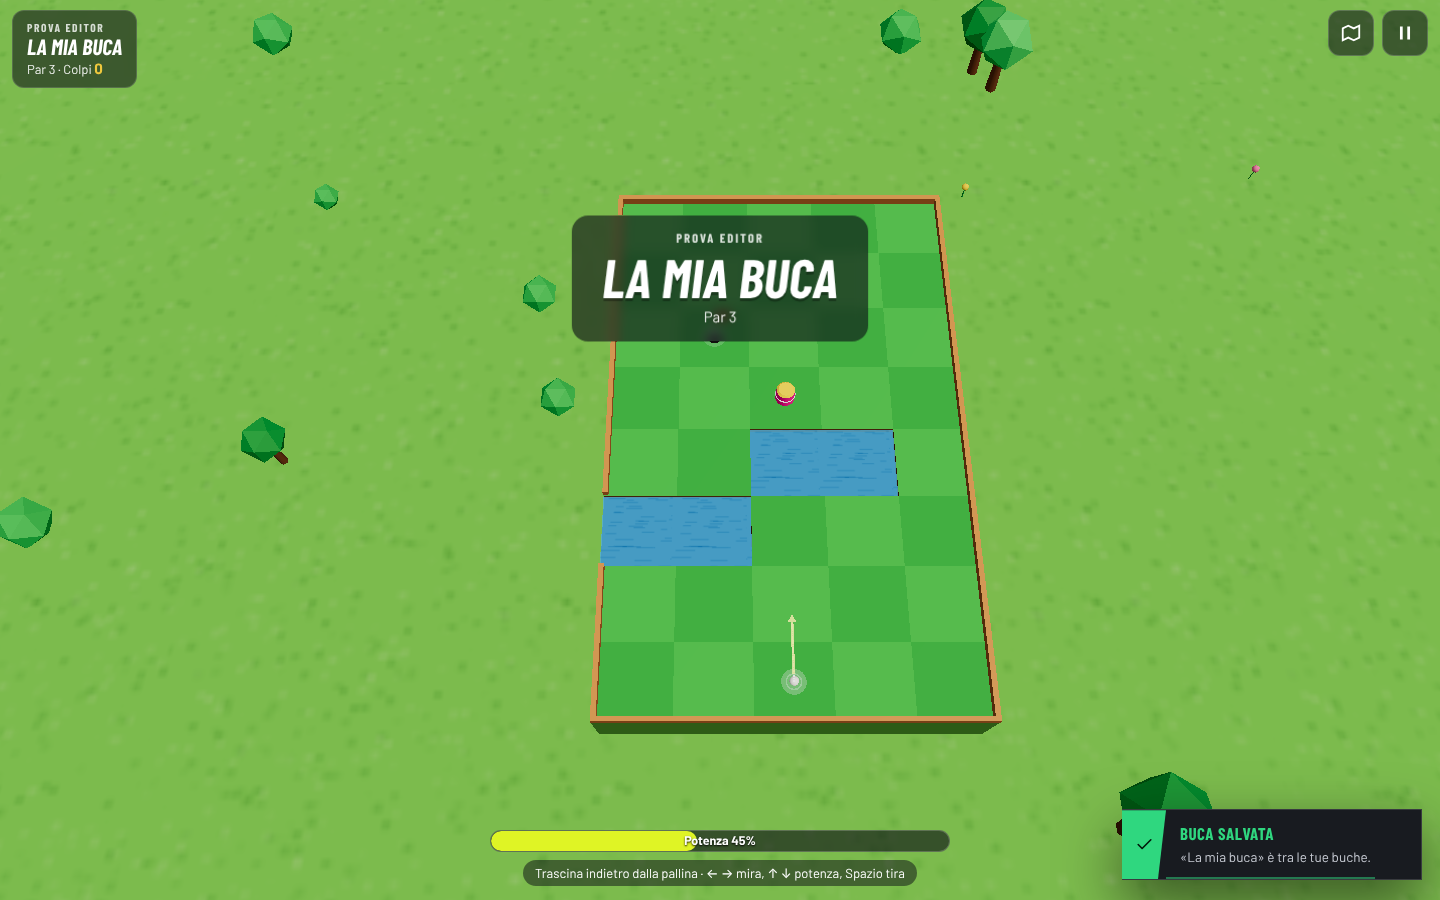 PROVA EDITOR
LA MIA BUCA
Par 3 · Colpi 0
PROVA EDITOR
LA MIA BUCA
Par 3
Potenza 45%
Trascina indietro dalla pallina · ← → mira, ↑ ↓ potenza, Spazio tira
BUCA SALVATA
«La mia buca» è tra le tue buche.